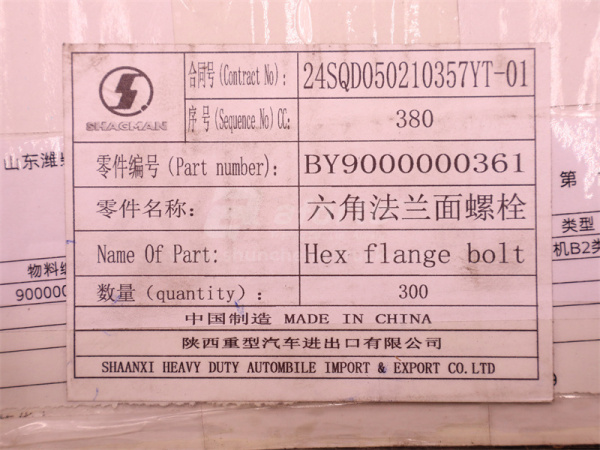 SHACMAN
合同号(Contract No):
24SQD050210357YT-01
序号(Sequence No)CG:
380
零件编号(Part number):
BY9000000361
零件名称:
六角法兰面螺栓
Name Of Part:
Hex flange bolt
数量(quantity):
300
中国制造 MADE IN CHINA
陕西重型汽车进出口有限公司
SHAANXI HEAVY DUTY AUTOMBILE IMPORT & EXPORT CO.LTD
山东潍
物料
90000
第
类型
机B2类